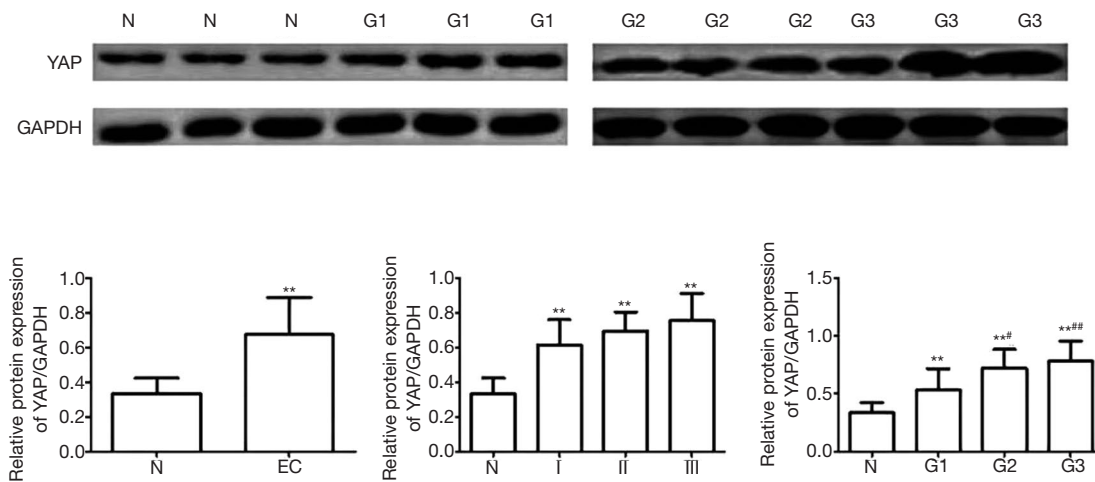 N N N G1 G1 G1 G2 G2 G2 G3 G3 G3
YAP
GAPDH
Relative protein expression
of YAP/GAPDH
1.0
0.8
0.6
0.4
0.2
0.0
**
N EC
Relative protein expression
of YAP/GAPDH
1.0
0.8
0.6
0.4
0.2
0.0
** ** **
N I II III
Relative protein expression
of YAP/GAPDH
1.5
1.0
0.5
0.0
** **# **##
N G1 G2 G3